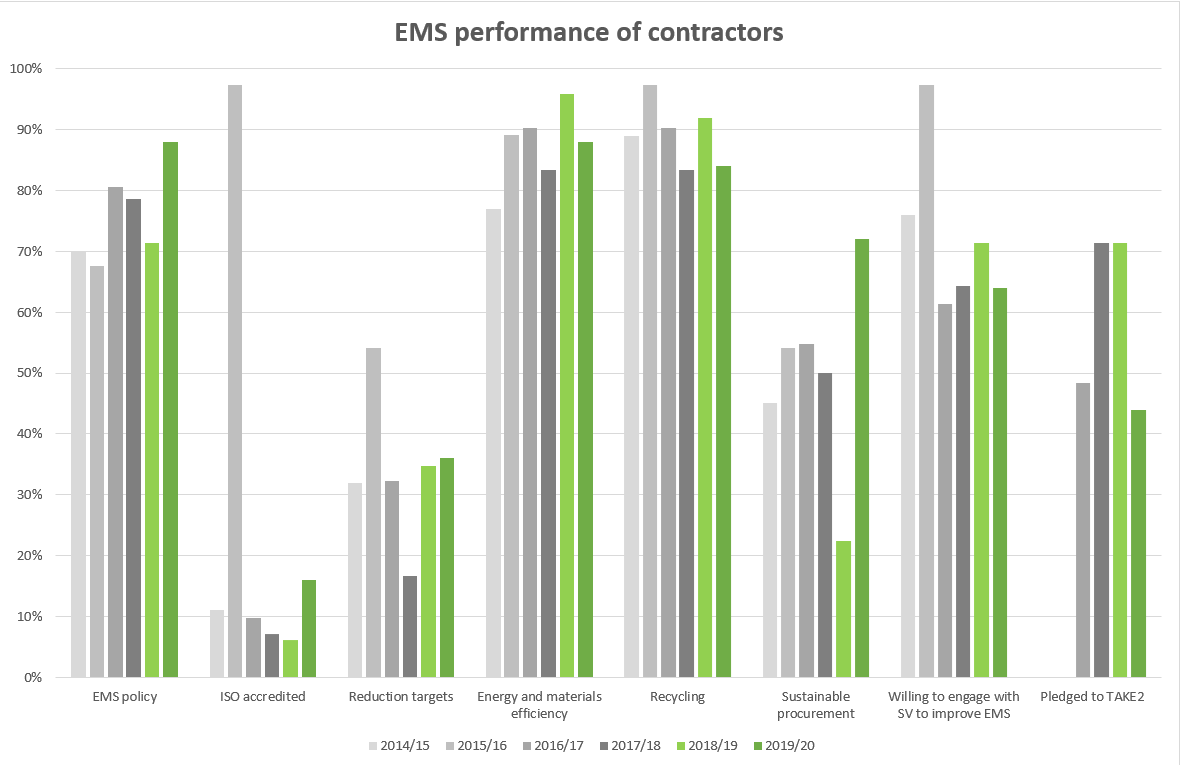 EMS performance of contractors
100%
90%
80%
70%
60%
50%
40%
30%
20%
10%
0%
EMS policy
ISO accredited
Reduction targets
Energy and materials
efficiency
Recycling
Sustainable
procurement
Willing to engage with
SV to improve EMS
Pledged to TAKE2
2014/15 2015/16 2016/17 2017/18 2018/19 2019/20